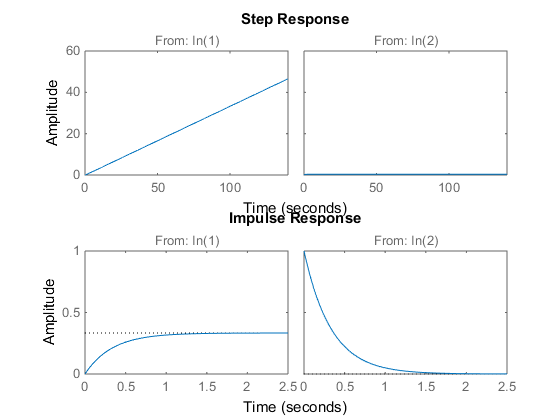 Step Response
From: In(1) From: In(2)
60
40
20
0
Amplitude
0 50 100 0 50 100
Time (seconds)
Impulse Response
From: In(1) From: In(2)
1
0.5
0
Amplitude
0 0.5 1 1.5 2 2.5 0 0.5 1 1.5 2 2.5
Time (seconds)